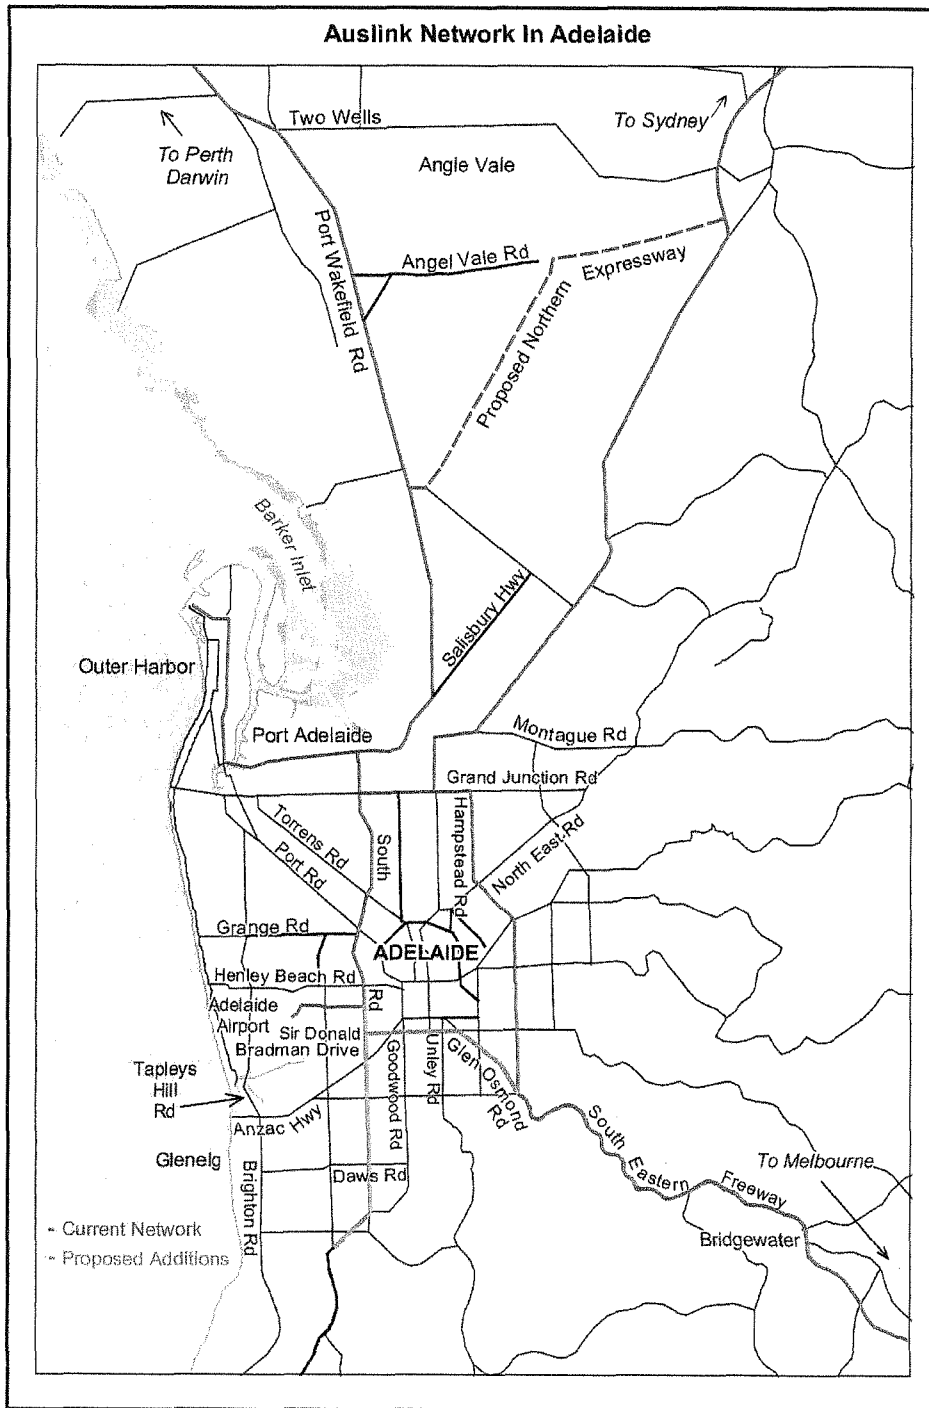 Auslink Network In Adelaide
Two Wells
To Sydney
To Perth
Darwin
Angle Vale
Port Wakefield Rd
Angel Vale Rd
Expressway
Proposed Northern
Barker Inlet
Salisbury Hwy
Outer Harbor
Port Adelaide
Montague Rd
Grand Junction Rd
Torrens Rd
Port Rd
South
Hampstead Rd
North East Rd
Grange Rd
ADELAIDE
Henley Beach Rd
Rd
Adelaide
Airport
Sir Donald
Bradman Drive
Goodwood Rd
Unley Rd
Glen Osmond
Rd
Tapleys
Hill
Rd
Anzac Hwy
South
Eastern
Freeway
To Melbourne
Glenelg
Brighton Rd
Daws Rd
Bridgewater
- Current Network
- Proposed Additions